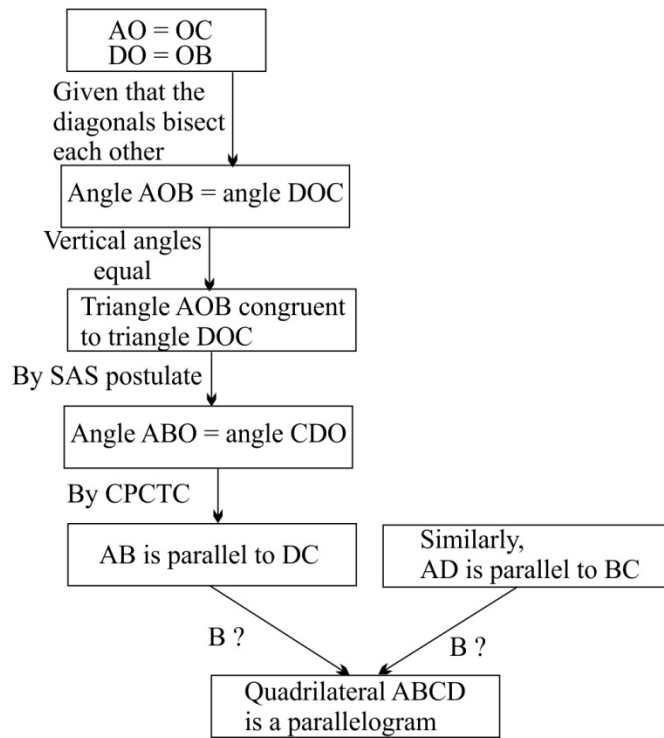 AO = OC
DO = OB
Given that the
diagonals bisect
each other
Angle AOB = angle DOC
Vertical angles
equal
Triangle AOB congruent
to triangle DOC
By SAS postulate
Angle ABO = angle CDO
By CPCTC
AB is parallel to DC
Similarly,
AD is parallel to BC
B ?
B ?
Quadrilateral ABCD
is a parallelogram